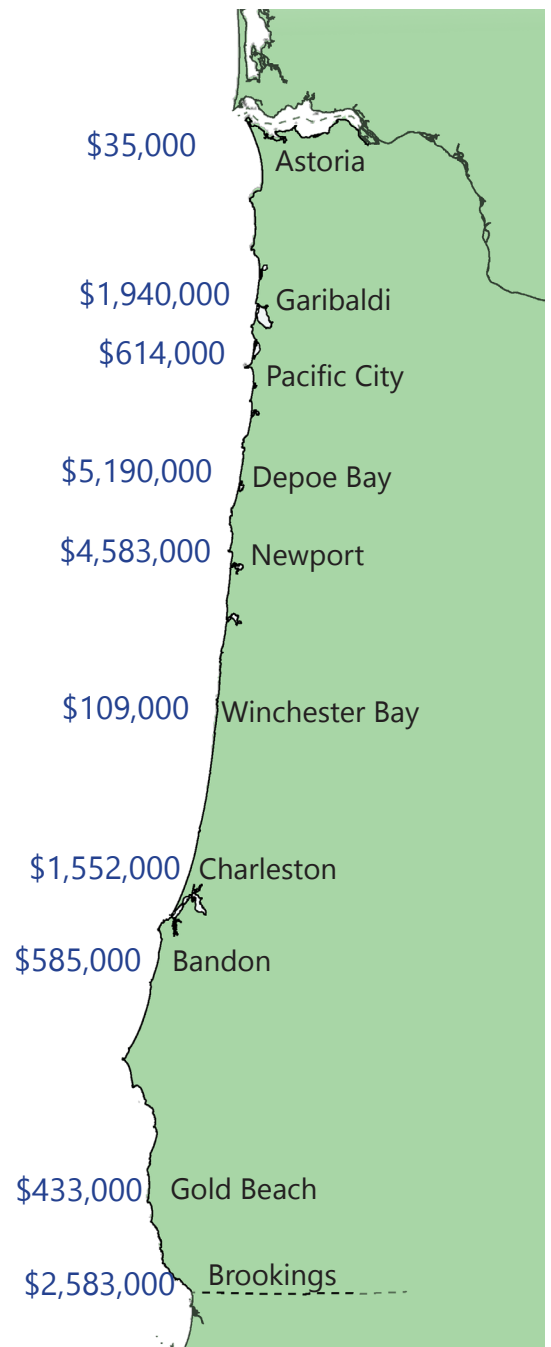 $35,000
Astoria
$1,940,000
Garibaldi
$614,000
Pacific City
$5,190,000
Depoe Bay
$4,583,000
Newport
$109,000
Winchester Bay
$1,552,000
Charleston
$585,000
Bandon
$433,000
Gold Beach
$2,583,000
Brookings